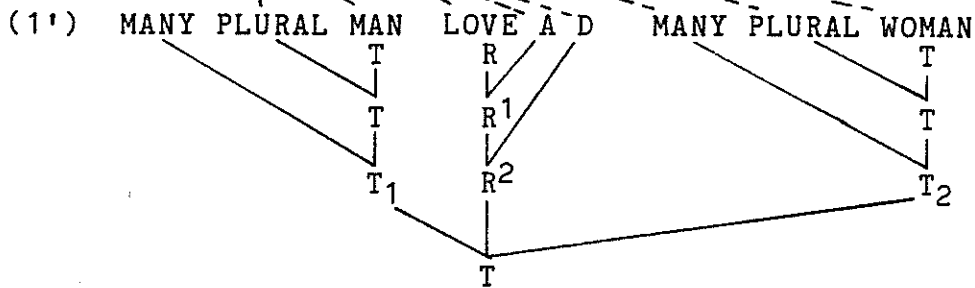 (1') MANY PLURAL MAN LOVE A D MANY PLURAL WOMAN
T R T
T R1 T
T1 R2 T2
T